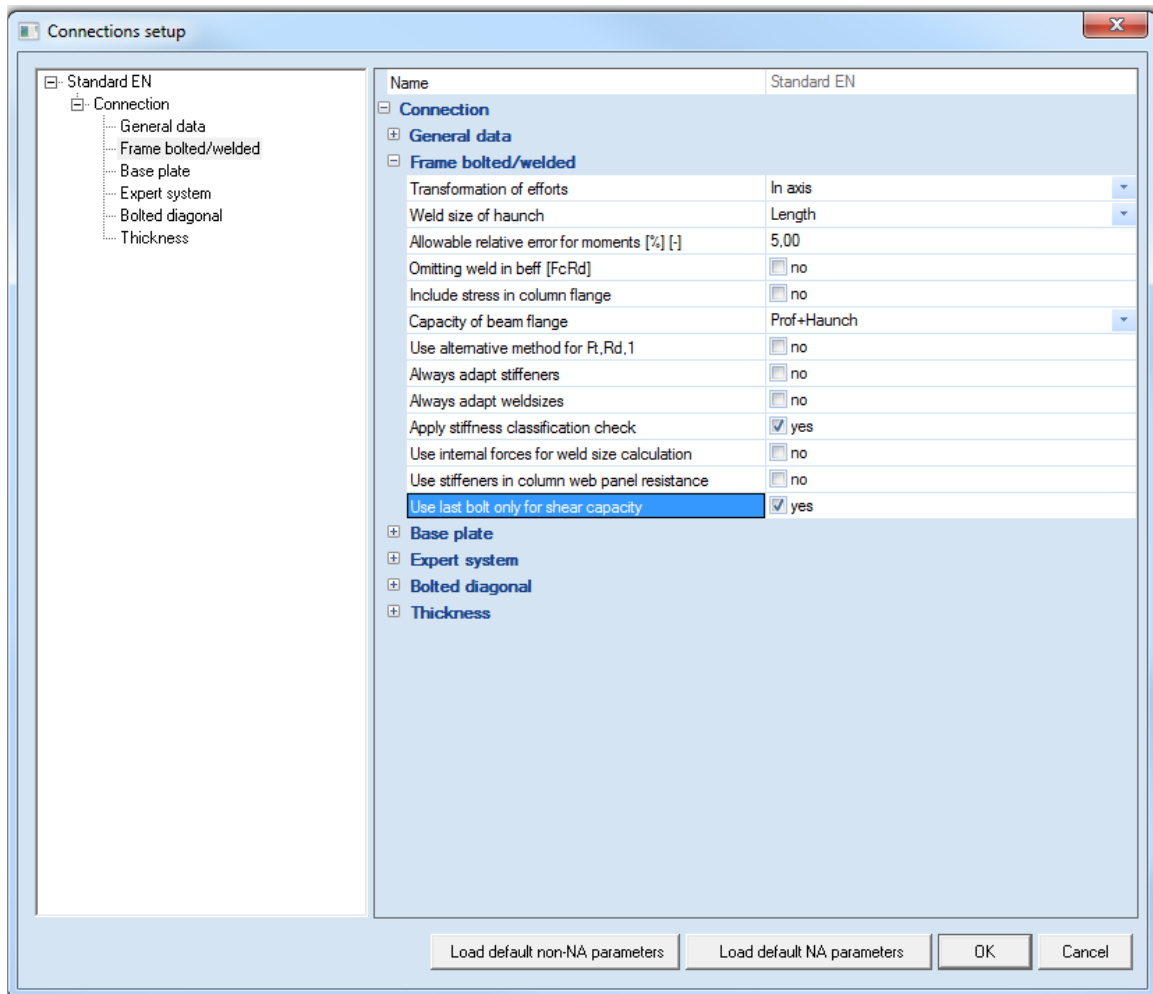 Connections setup
Standard EN
Connection
General data
Frame bolted/welded
Base plate
Expert system
Bolted diagonal
Thickness
Name Standard EN
Connection
General data
Frame bolted/welded
Transformation of efforts In axis
Weld size of haunch Length
Allowable relative error for moments [%] [-] 5,00
Omitting weld in beff [FcRd] no
Include stress in column flange no
Capacity of beam flange Prof+Haunch
Use alternative method for Ft,Rd,1 no
Always adapt stiffeners no
Always adapt weldsizes no
Apply stiffness classification check yes
Use internal forces for weld size calculation no
Use stiffeners in column web panel resistance no
Use last bolt only for shear capacity yes
Base plate
Expert system
Bolted diagonal
Thickness
Load default non-NA parameters Load default NA parameters OK Cancel